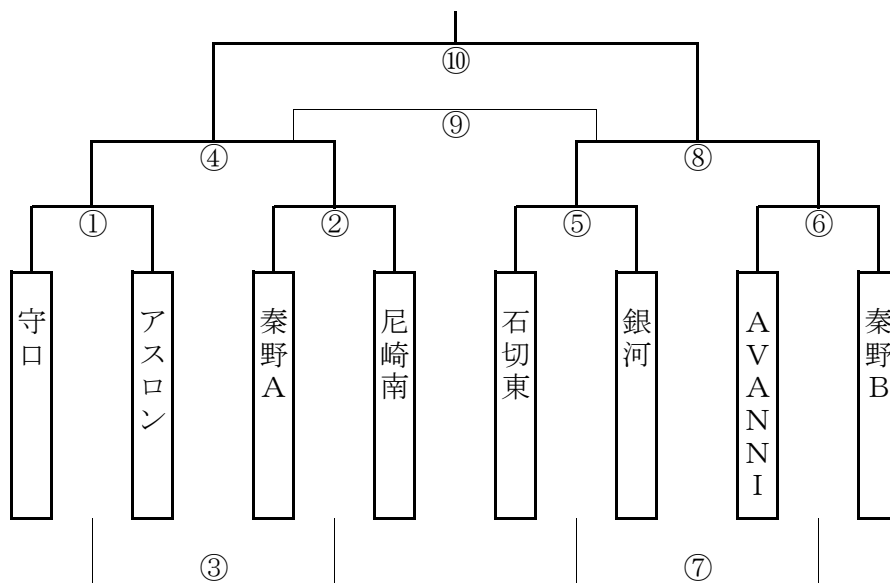 ⑩
⑨
④
⑧
①
②
⑤
⑥
守口
アスロン
秦野A
尼崎南
石切東
銀河
AVANNI
秦野B
③
⑦